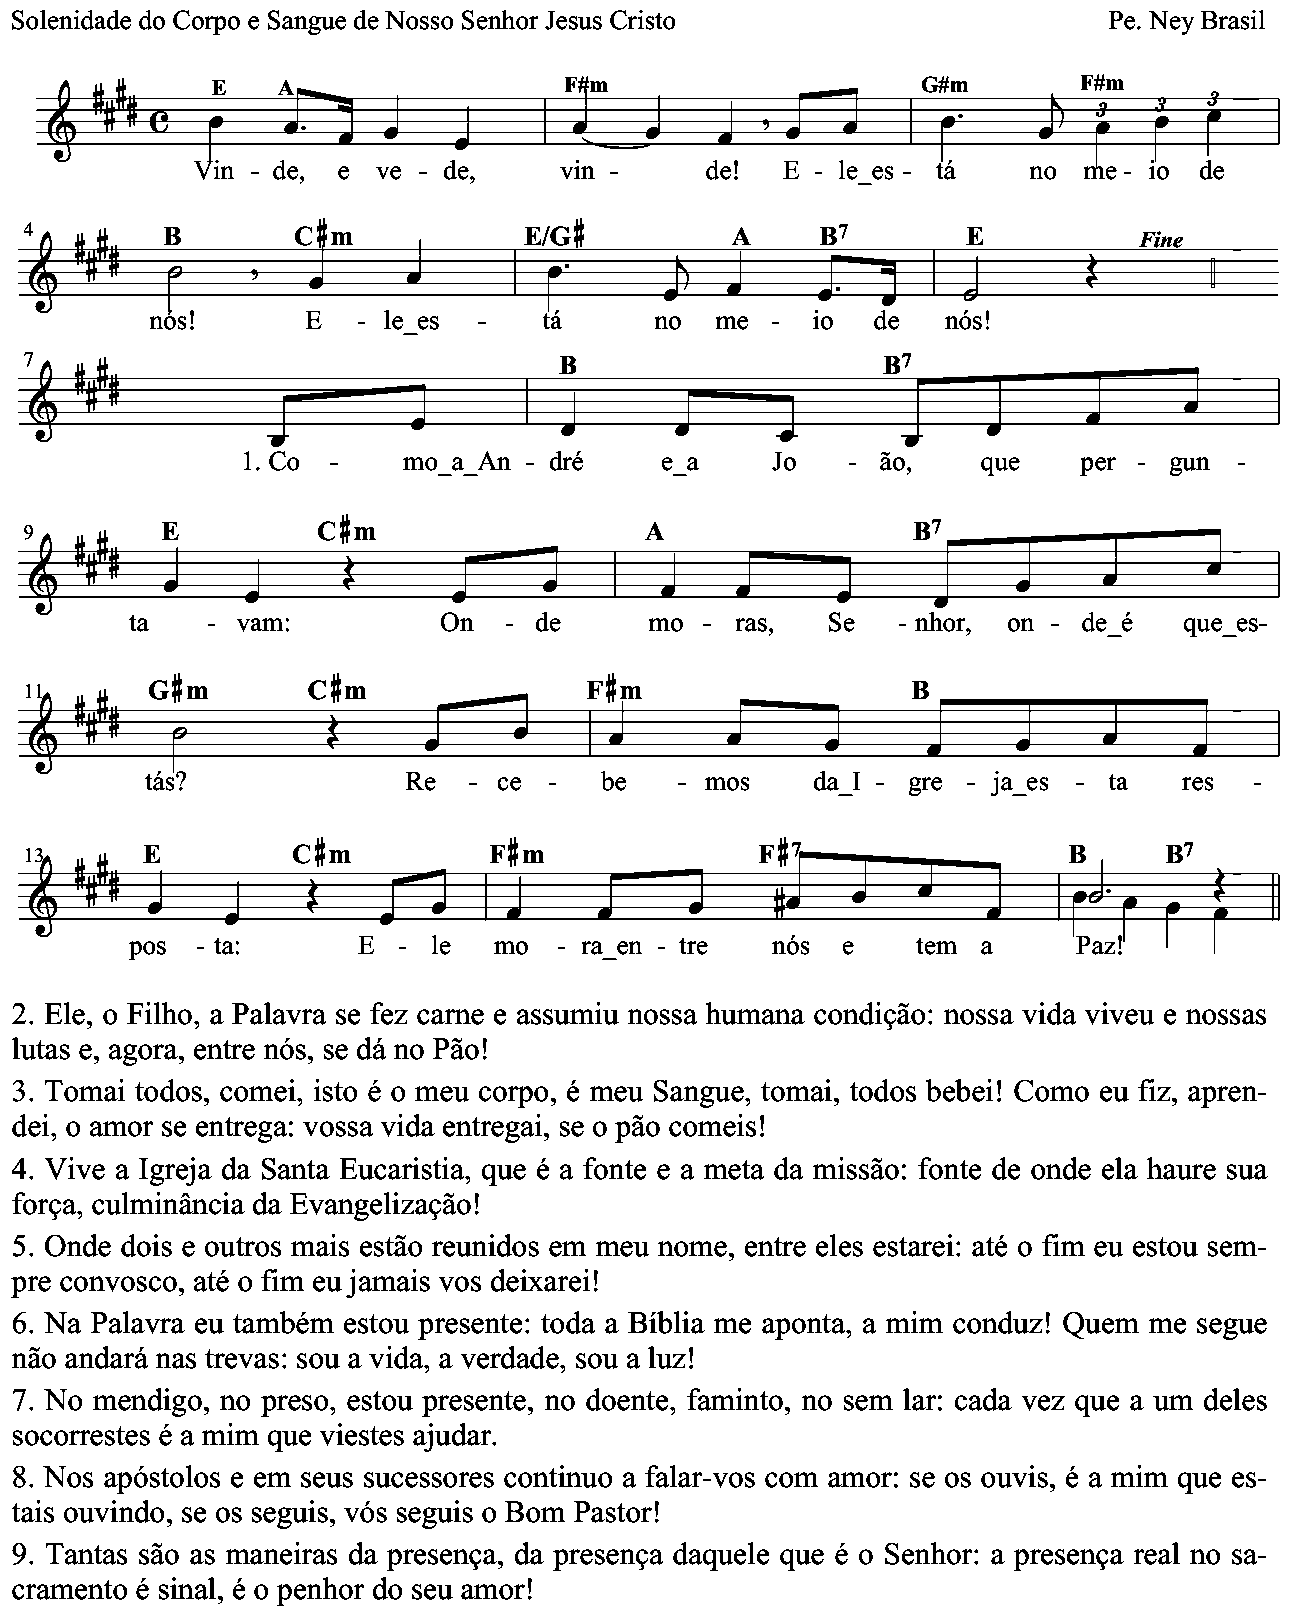 Solenidade do Corpo e Sangue de Nosso Senhor Jesus Cristo Pe. Ney Brasil
E A F#m G#m F#m
3 3 3
Vin - de, e ve - de, vin - de! E - le_es - tá no me - io de
4 B C#m E/G# A B7 E Fine
nós! E - le_es - tá no me - io de nós!
7 B B7
1. Co - mo_a_An - dré e_a Jo - ão, que per - gun -
9 E C#m A B7
ta - vam: On - de mo - ras, Se - nhor, on - de_é que_es-
11 G#m C#m F#m B
tás? Re - ce - be - mos da_I - gre - ja_es - ta res -
13 E C#m F#m F#7 B B7
pos - ta: E - le mo - ra_en - tre nós e tem a Paz!
2. Ele, o Filho, a Palavra se fez carne e assumiu nossa humana condição: nossa vida viveu e nossas
lutas e, agora, entre nós, se dá no Pão!
3. Tomai todos, comei, isto é o meu corpo, é meu Sangue, tomai, todos bebei! Como eu fiz, apren-
dei, o amor se entrega: vossa vida entregai, se o pão comeis!
4. Vive a Igreja da Santa Eucaristia, que é a fonte e a meta da missão: fonte de onde ela haure sua
força, culminância da Evangelização!
5. Onde dois e outros mais estão reunidos em meu nome, entre eles estarei: até o fim eu estou sem-
pre convosco, até o fim eu jamais vos deixarei!
6. Na Palavra eu também estou presente: toda a Bíblia me aponta, a mim conduz! Quem me segue
não andará nas trevas: sou a vida, a verdade, sou a luz!
7. No mendigo, no preso, estou presente, no doente, faminto, no sem lar: cada vez que a um deles
socorrestes é a mim que viestes ajudar.
8. Nos apóstolos e em seus sucessores continuo a falar-vos com amor: se os ouvis, é a mim que es-
tais ouvindo, se os seguis, vós seguis o Bom Pastor!
9. Tantas são as maneiras da presença, da presença daquele que é o Senhor: a presença real no sa-
cramento é sinal, é o penhor do seu amor!